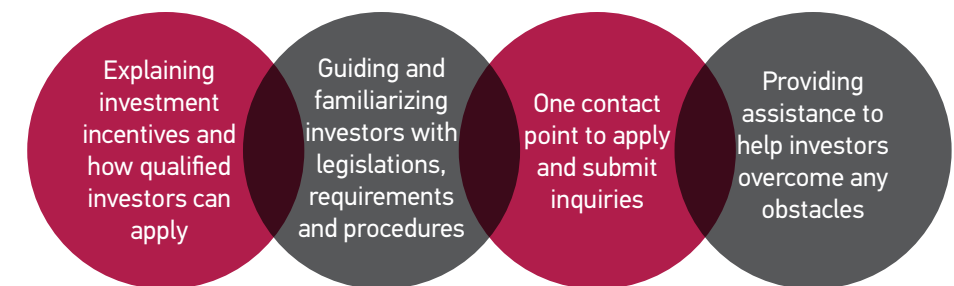 Explaining
investment
incentives and
how qualified
investors can
apply
Guiding and
familiarizing
investors with
legislations,
requirements
and procedures
One contact
point to apply
and submit
inquiries
Providing
assistance to
help investors
overcome any
obstacles